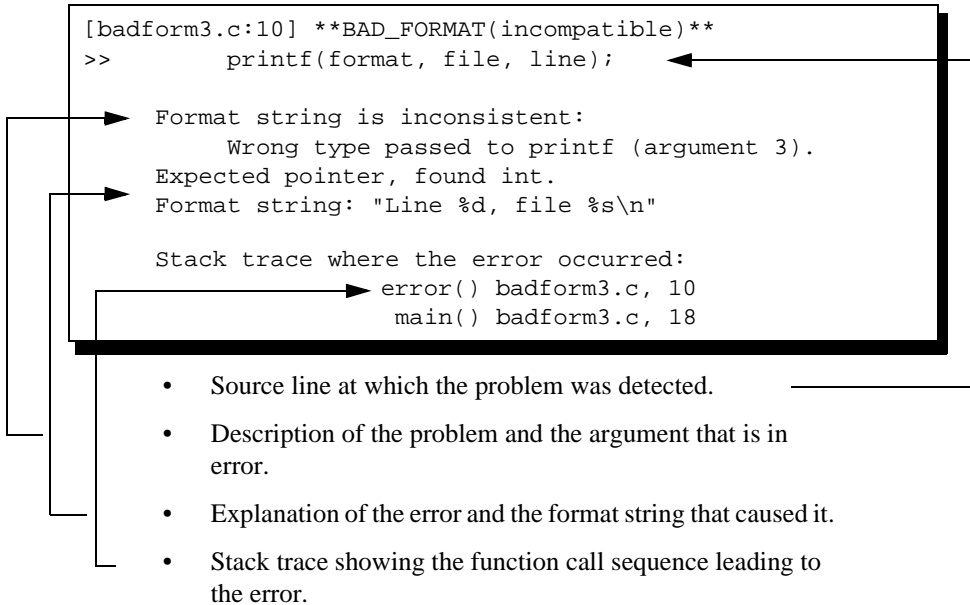 [badform3.c:10] **BAD_FORMAT(incompatible)**
>> printf(format, file, line);
Format string is inconsistent:
Wrong type passed to printf (argument 3).
Expected pointer, found int.
Format string: "Line %d, file %s\n"
Stack trace where the error occurred:
error() badform3.c, 10
main() badform3.c, 18
• Source line at which the problem was detected.
• Description of the problem and the argument that is in
error.
• Explanation of the error and the format string that caused it.
• Stack trace showing the function call sequence leading to
the error.